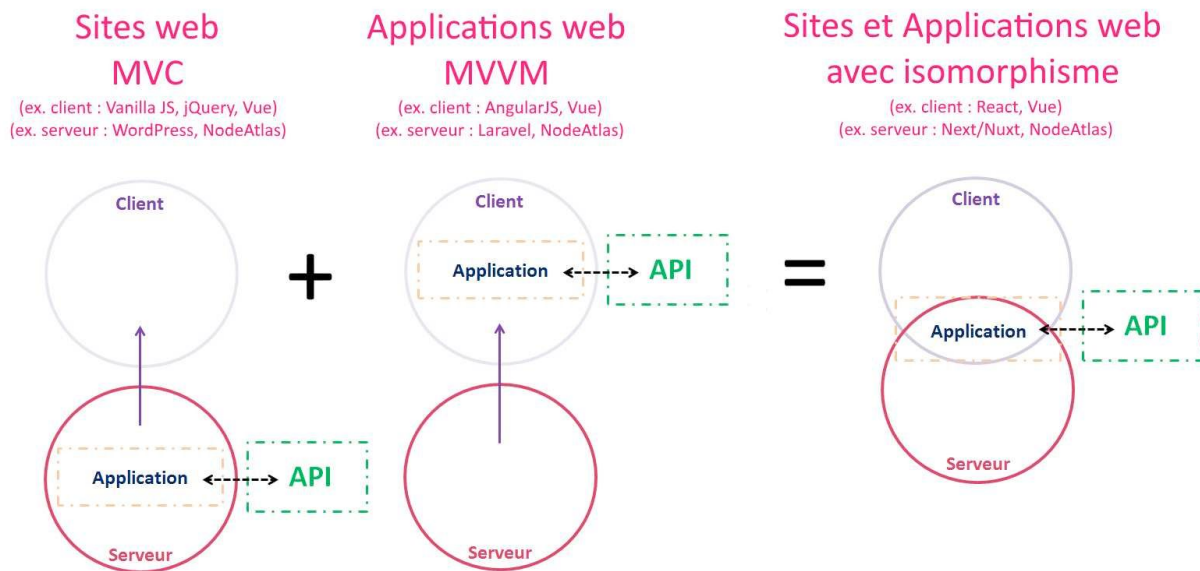 Sites web
MVC
(ex. client : Vanilla JS, jQuery, Vue)
(ex. serveur : WordPress, NodeAtlas)
Client
Application
API
Serveur
+
Applications web
MVVM
(ex. client : AngularJS, Vue)
(ex. serveur : Laravel, NodeAtlas)
Client
Application
API
Serveur
=
Sites et Applications web
avec isomorphisme
(ex. client : React, Vue)
(ex. serveur : Next/Nuxt, NodeAtlas)
Client
Application
API
Serveur